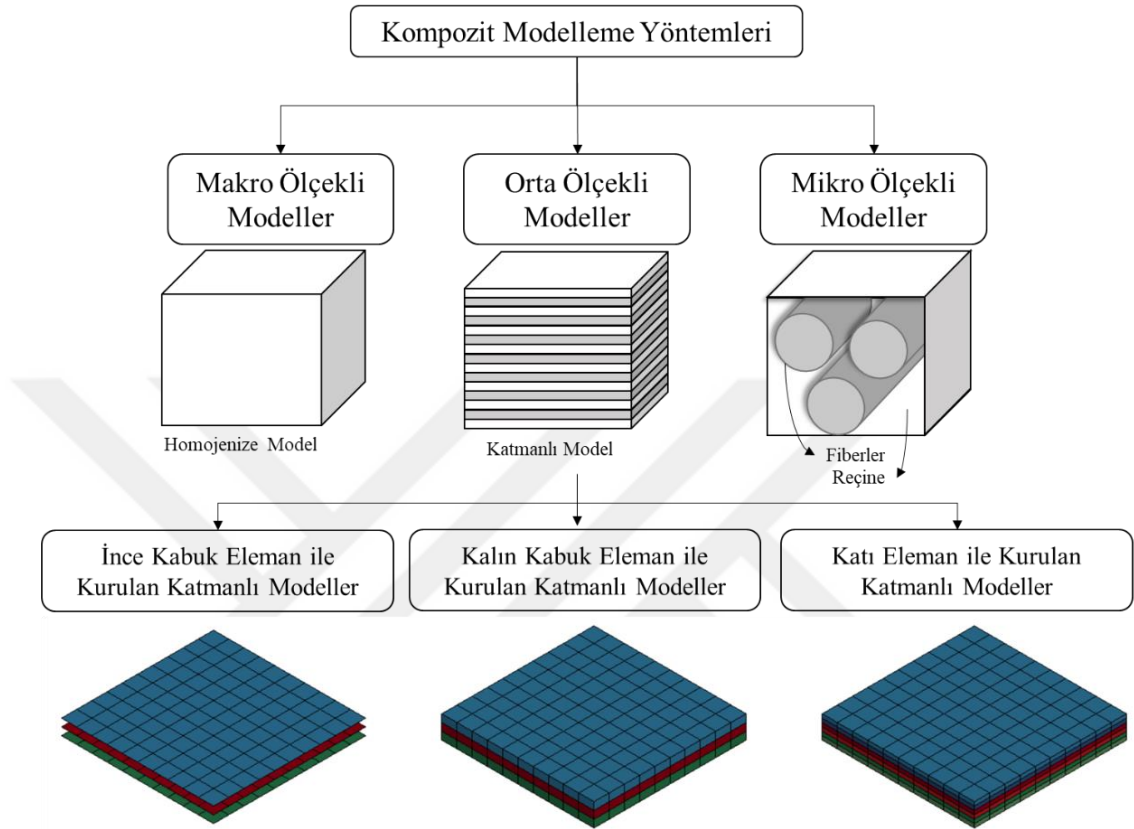 Kompozit Modelleme Yöntemleri
Makro Ölçekli
Modeller
Orta Ölçekli
Modeller
Mikro Ölçekli
Modeller
Homojenize Model
Katmanlı Model
Fiberler
Reçine
İnce Kabuk Eleman ile
Kurulan Katmanlı Modeller
Kalın Kabuk Eleman ile
Kurulan Katmanlı Modeller
Katı Eleman ile Kurulan
Katmanlı Modeller